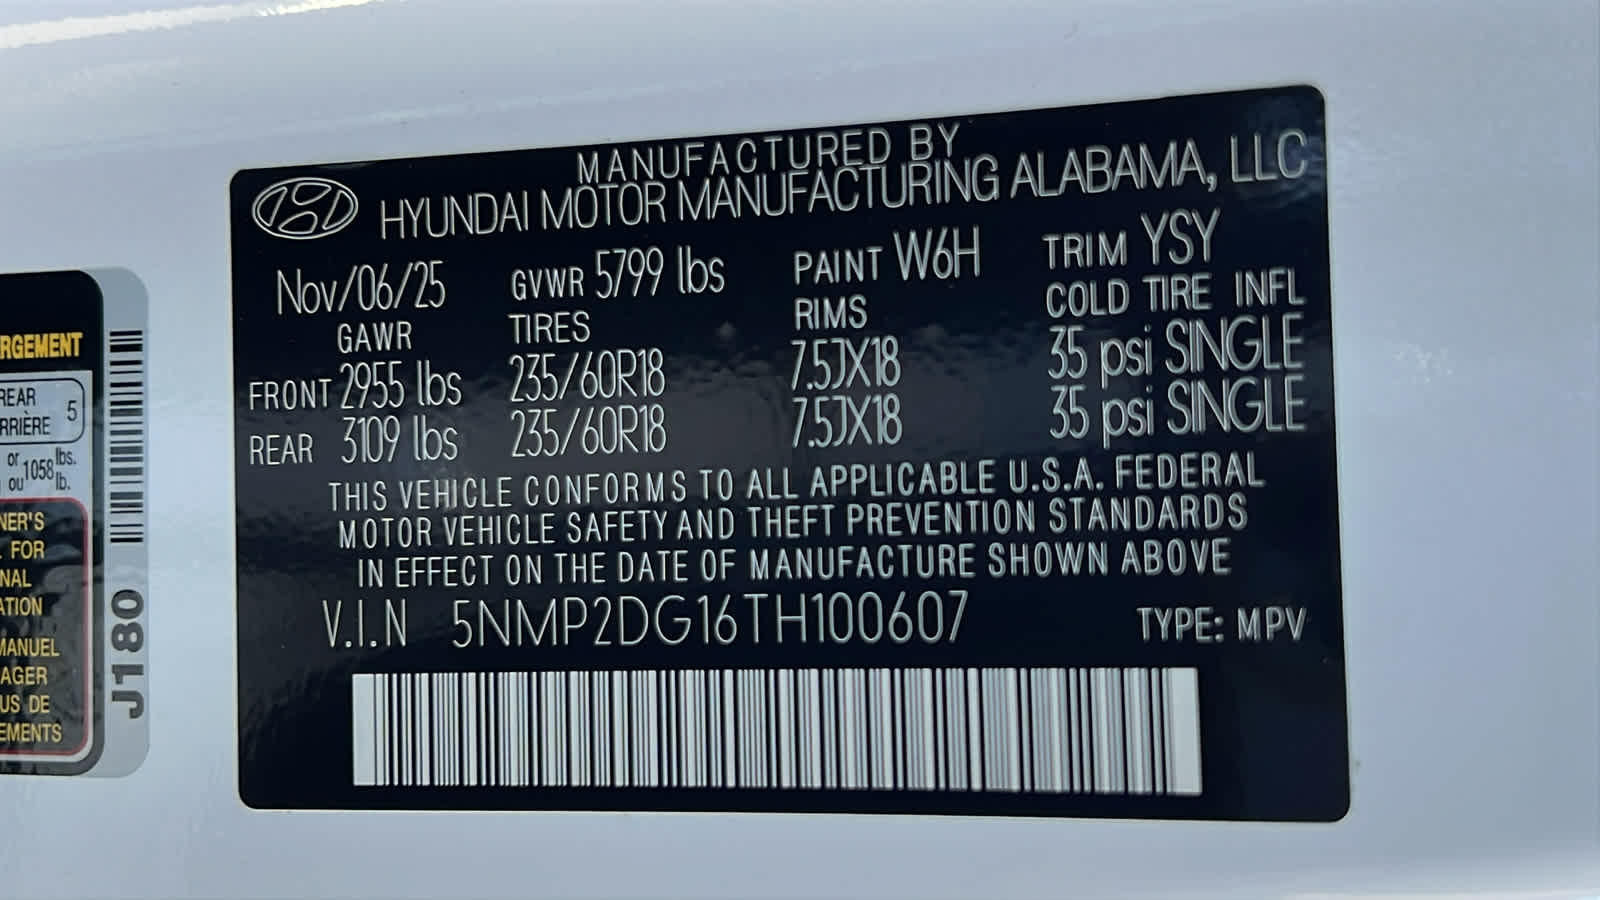 MANUFACTURED BY
HYUNDAI MOTOR MANUFACTURING ALABAMA, LLC
Nov/06/25 GVWR 5799 lbs PAINT W6H TRIM YSY
GAWR TIRES RIMS COLD TIRE INFL
FRONT 2955 lbs 235/60R18 7.5JX18 35 psi SINGLE
REAR 3109 lbs 235/60R18 7.5JX18 35 psi SINGLE
THIS VEHICLE CONFORMS TO ALL APPLICABLE U.S.A. FEDERAL
MOTOR VEHICLE SAFETY AND THEFT PREVENTION STANDARDS
IN EFFECT ON THE DATE OF MANUFACTURE SHOWN ABOVE
V.I.N 5NMP2DG16TH100607 TYPE: MPV
RGEMENT
REAR
RRIÈRE 5
or 1058 lbs.
ou lb.
NER'S
FOR
NAL
ATION
MANUEL
AGER
US DE
EMENTS
J180